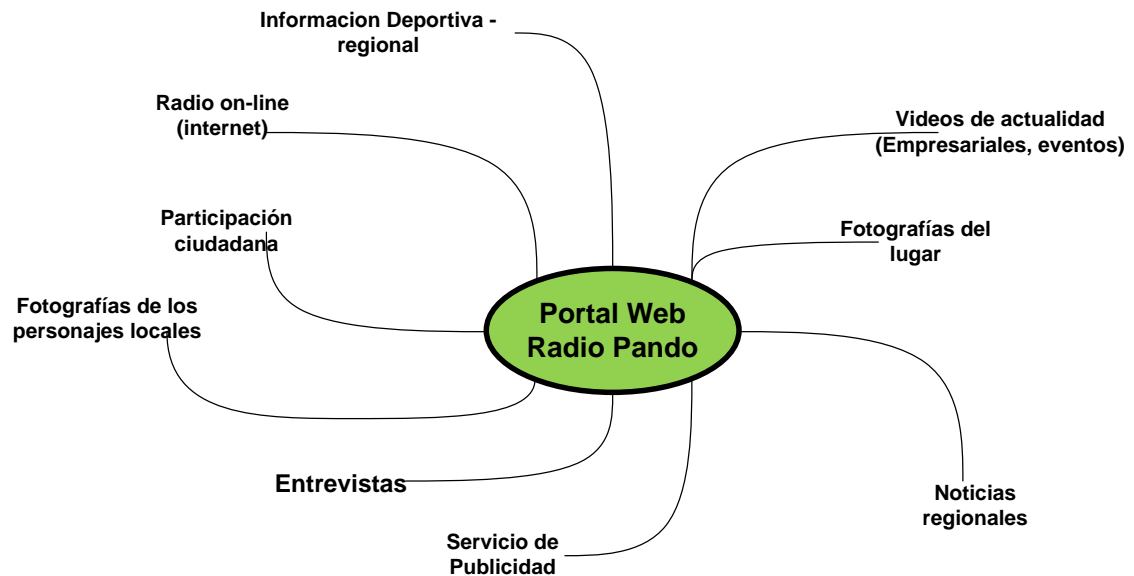 Informacion Deportiva -
regional
Radio on-line
(internet)
Videos de actualidad
(Empresariales, eventos)
Participación
ciudadana
Fotografías del
lugar
Fotografías de los
personajes locales
Portal Web
Radio Pando
Entrevistas
Noticias
regionales
Servicio de
Publicidad